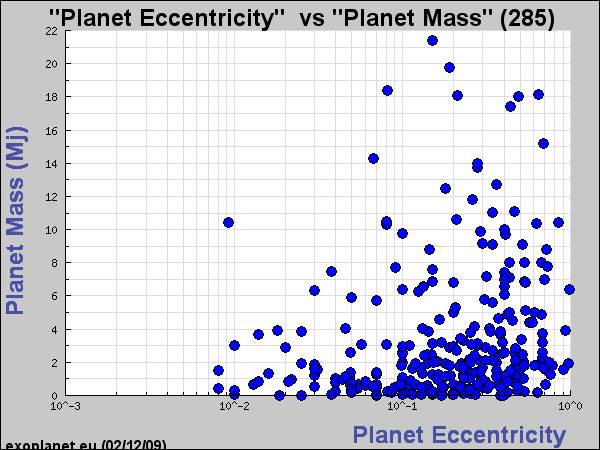 "Planet Eccentricity" vs "Planet Mass" (285)
Planet Mass (Mj)
22
20
18
16
14
12
10
8
6
4
2
0
10^-3 10^-2 10^-1 10^0
Planet Eccentricity
exoplanet.eu (02/12/09)